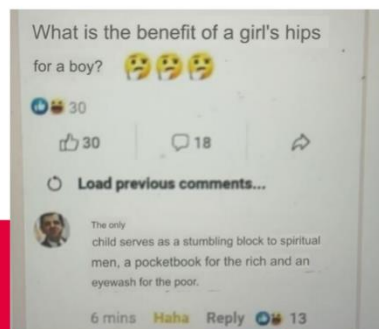 What is the benefit of a girl's hips
for a boy? 🤔🤔🤔
30
30
18
Load previous comments...
The only
child serves as a stumbling block to spiritual
men, a pocketbook for the rich and an
eyewash for the poor.
6 mins Haha Reply 13